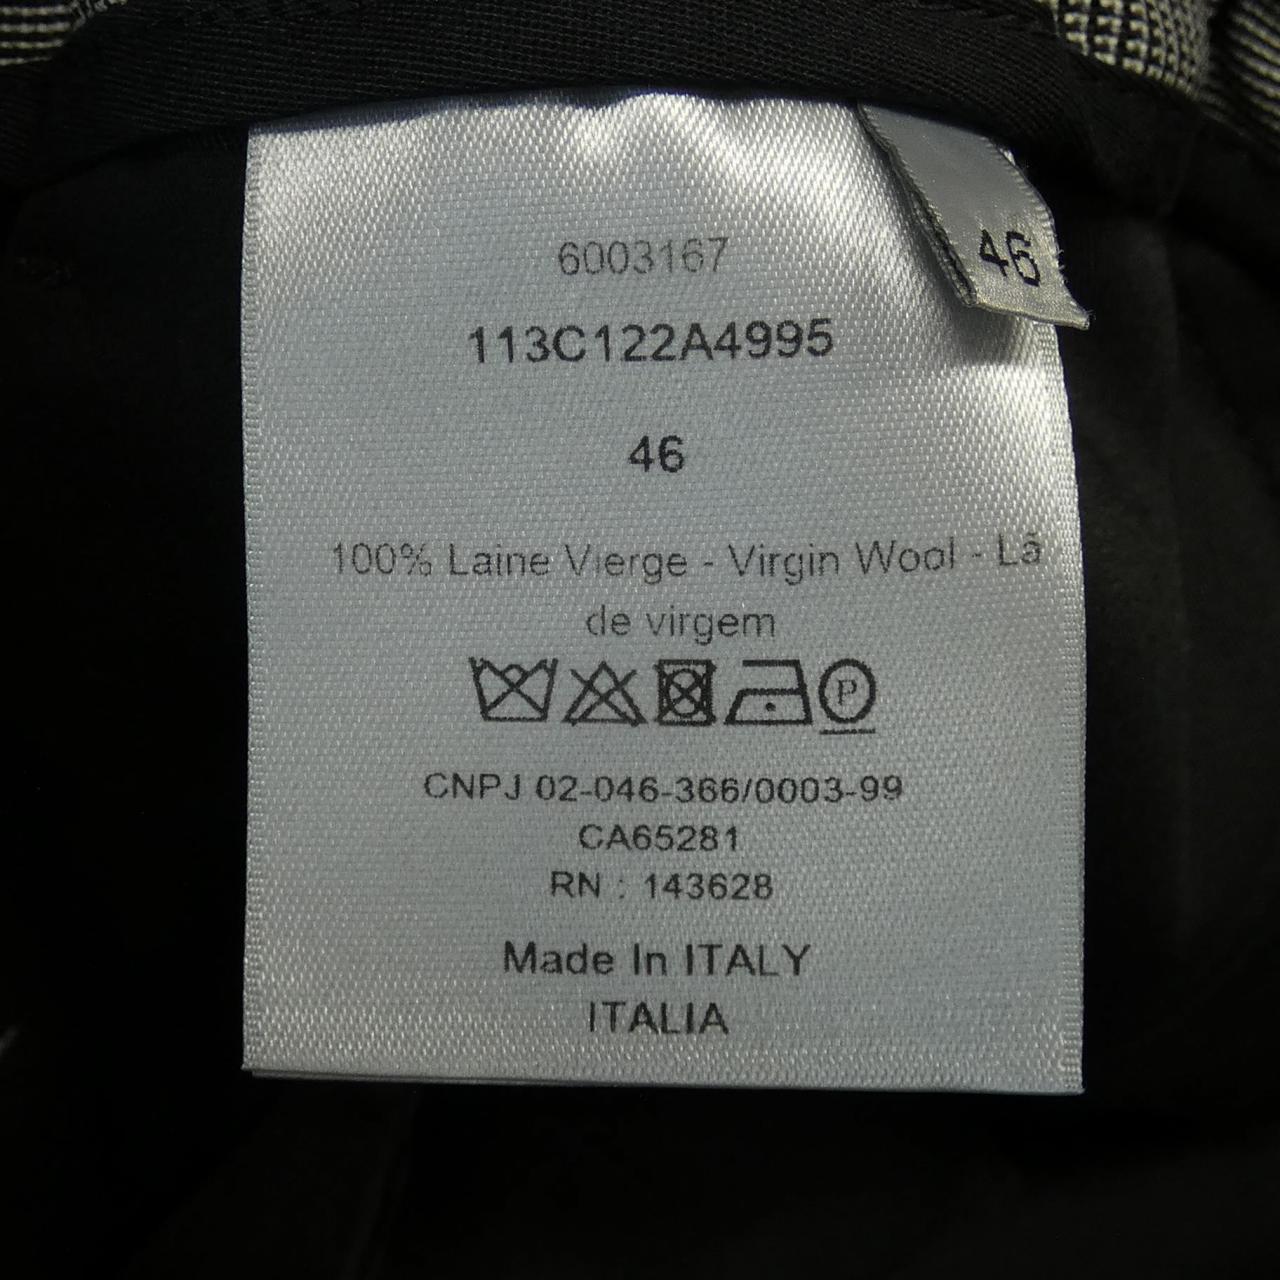 6003167
46
113C122A4995
46
100% Laine Vierge - Virgin Wool - Lã
de virgem
P
CNPJ 02-046-366/0003-99
CA65281
RN : 143628
Made In ITALY
ITALIA